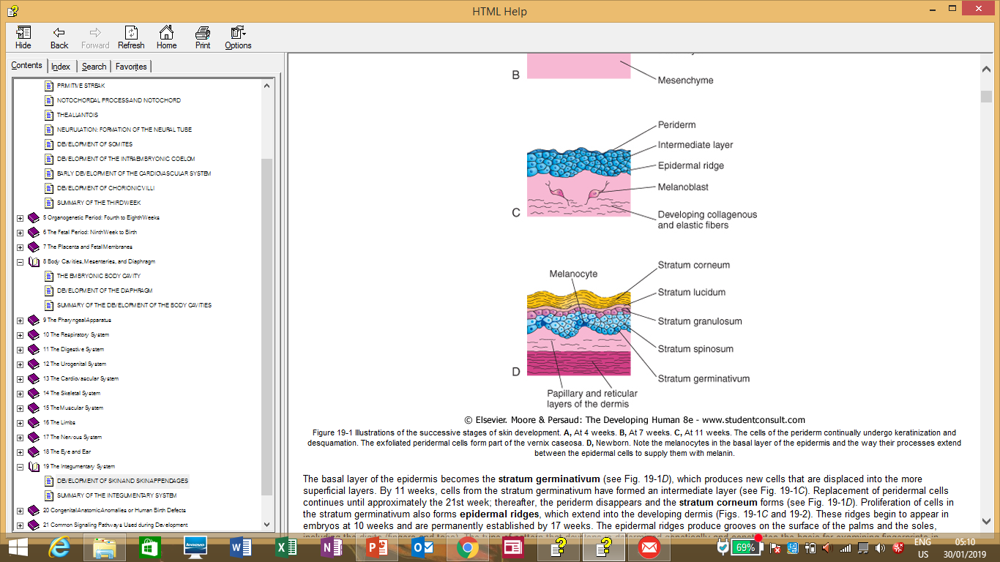 HTML Help
Hide Back Forward Refresh Home Print Options
Contents Index Search Favorites
PRIMITIVE STREAK
NOTOCHORDAL PROCESS AND NOTOCHORD
THE ALLANTOIS
NEURULATION: FORMATION OF THE NEURAL TUBE
DEVELOPMENT OF SOMITES
DEVELOPMENT OF THE INTRAEMBRYONIC COELOM
EARLY DEVELOPMENT OF THE CARDIOVASCULAR SYSTEM
DEVELOPMENT OF CHORIONIC VILLI
SUMMARY OF THE THIRD WEEK
5 Organogenetic Period: Fourth to Eighth Weeks
6 The Fetal Period: Ninth Week to Birth
7 The Placenta and Fetal Membranes
8 Body Cavities, Mesenteries, and Diaphragm
THE EMBRYONIC BODY CAVITY
DEVELOPMENT OF THE DIAPHRAGM
SUMMARY OF THE DEVELOPMENT OF THE BODY CAVITIES
9 The Pharyngeal Apparatus
10 The Respiratory System
11 The Digestive System
12 The Urogenital System
13 The Cardiovascular System
14 The Skeletal System
15 The Muscular System
16 The Limbs
17 The Nervous System
18 The Eye and Ear
19 The Integumentary System
DEVELOPMENT OF SKIN AND SKIN APPENDAGES
SUMMARY OF THE INTEGUMENTARY SYSTEM
20 Congenital Anatomic Anomalies or Human Birth Defects
21 Common Signalling Pathways Used during Development
B
Mesenchyme
Periderm
Intermediate layer
Epidermal ridge
Melanoblast
C
Developing collagenous
and elastic fibers
Melanocyte
Stratum corneum
Stratum lucidum
Stratum granulosum
Stratum spinosum
D
Stratum germinativum
Papillary and reticular
layers of the dermis
© Elsevier. Moore & Persaud: The Developing Human 8e - www.studentconsult.com
Figure 19-1 Illustrations of the successive stages of skin development. A, At 4 weeks. B, At 7 weeks. C, At 11 weeks. The cells of the periderm continually undergo keratinization and
desquamation. The exfoliated peridermal cells form part of the vernix caseosa. D, Newborn. Note the melanocytes in the basal layer of the epidermis and the way their processes extend
between the epidermal cells to supply them with melanin.
The basal layer of the epidermis becomes the stratum germinativum (see Fig. 19-1D), which produces new cells that are displaced into the more
superficial layers. By 11 weeks, cells from the stratum germinativum have formed an intermediate layer (see Fig. 19-1C). Replacement of peridermal cells
continues until approximately the 21st week; thereafter, the periderm disappears and the stratum corneum forms (see Fig. 19-1D). Proliferation of cells in
the stratum germinativum also forms epidermal ridges, which extend into the developing dermis (Figs. 19-1C and 19-2). These ridges begin to appear in
embryos at 10 weeks and are permanently established by 17 weeks. The epidermal ridges produce grooves on the surface of the palms and the soles,
lenovo
69%
ENG
US
05:10
30/01/2019